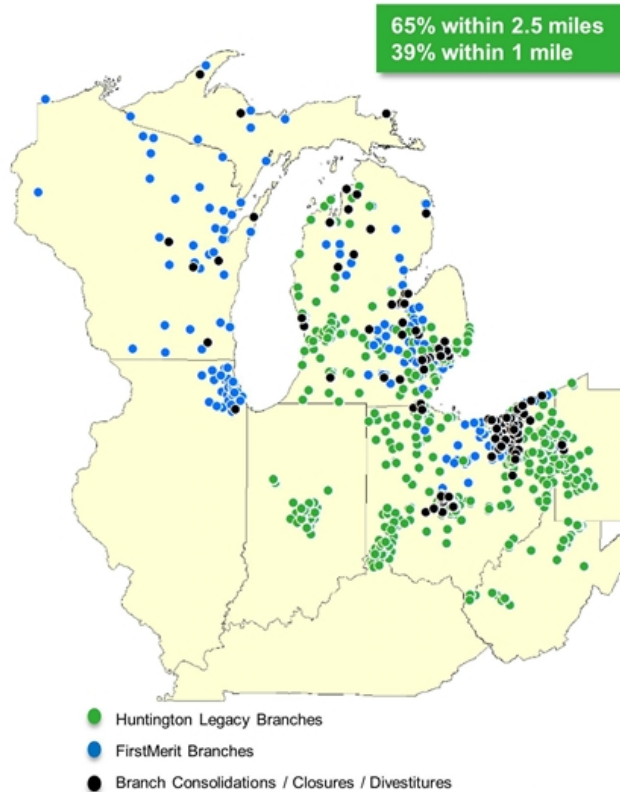 65% within 2.5 miles
39% within 1 mile
Huntington Legacy Branches
FirstMerit Branches
Branch Consolidations / Closures / Divestitures